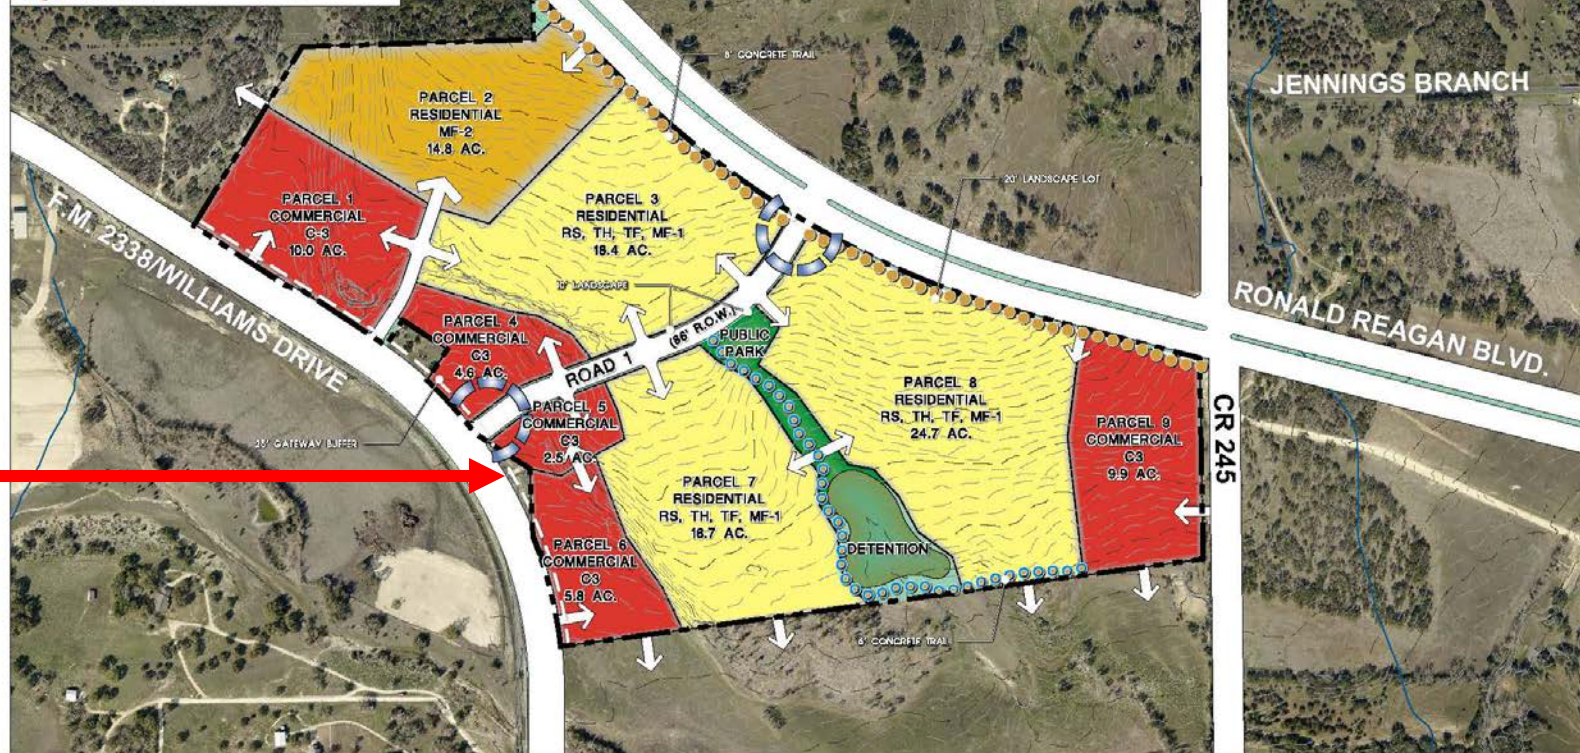 8' CONCRETE TRAIL
JENNINGS BRANCH
PARCEL 2
RESIDENTIAL
MF-2
14.8 AC.
20' LANDSCAPE LOT
PARCEL 1
COMMERCIAL
C-3
10.0 AC.
PARCEL 3
RESIDENTIAL
RS, TH, TF, MF-1
18.4 AC.
F.M. 2338/WILLIAMS DRIVE
10' LANDSCAPE
RONALD REAGAN BLVD.
PARCEL 4
COMMERCIAL
C3
4.6 AC.
ROAD 1
(86' R.O.W.)
PUBLIC
PARK
PARCEL 5
COMMERCIAL
C3
2.5 AC.
PARCEL 8
RESIDENTIAL
RS, TH, TF, MF-1
24.7 AC.
PARCEL 9
COMMERCIAL
C3
9.9 AC.
CR 245
25' GATEWAY BUFFER
PARCEL 7
RESIDENTIAL
RS, TH, TF, MF-1
18.7 AC.
PARCEL 6
COMMERCIAL
C3
5.8 AC.
DETENTION
6' CONCRETE TRAIL